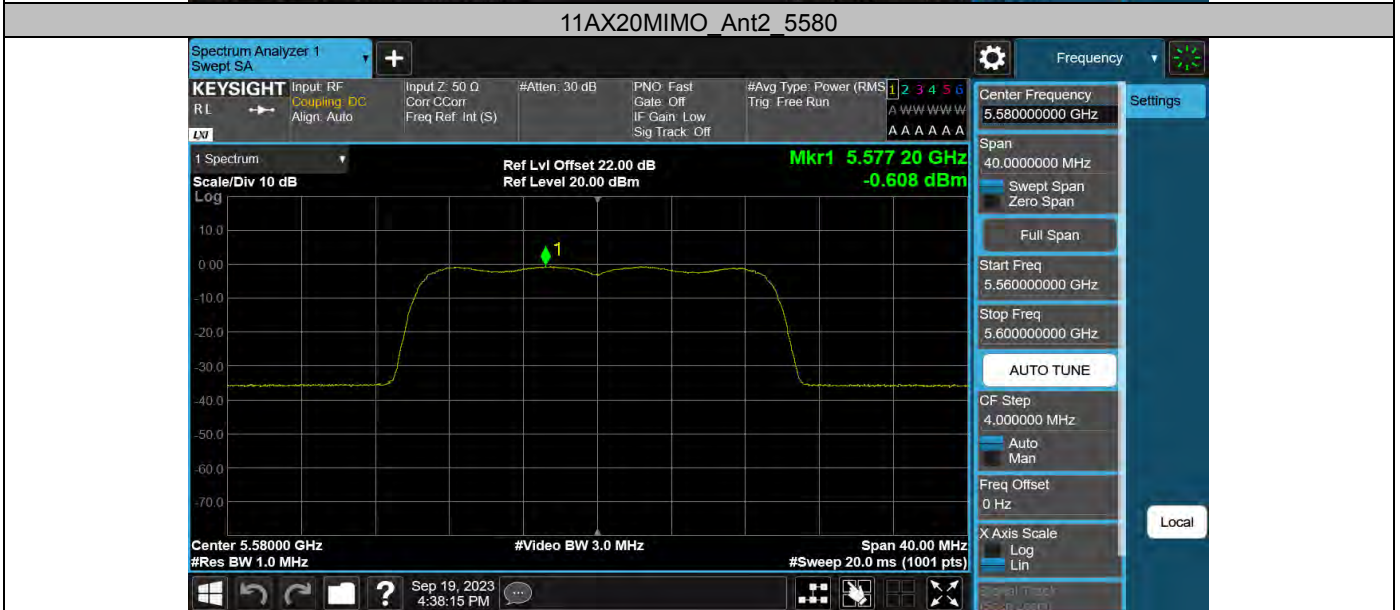 11AX20MIMO_Ant2_5580
Spectrum Analyzer 1
Swept SA
Frequency
KEYSIGHT
RL
LXI
Input: RF
Coupling: DC
Align: Auto
Input Z: 50 Ω
Corr CCorr
Freq Ref: Int (S)
#Atten: 30 dB
PNO: Fast
Gate: Off
IF Gain: Low
Sig Track: Off
#Avg Type: Power (RMS
Trig: Free Run
1 2 3 4 5 6
A W W W W W
A A A A A A
1 Spectrum
Scale/Div 10 dB
Log
Ref Lvl Offset 22.00 dB
Ref Level 20.00 dBm
Mkr1 5.577 20 GHz
-0.608 dBm
1
10.0
0.00
-10.0
-20.0
-30.0
-40.0
-50.0
-60.0
-70.0
Center 5.58000 GHz
#Res BW 1.0 MHz
#Video BW 3.0 MHz
Span 40.00 MHz
#Sweep 20.0 ms (1001 pts)
Sep 19, 2023
4:38:15 PM
Center Frequency
5.580000000 GHz
Settings
Span
40.0000000 MHz
Swept Span
Zero Span
Full Span
Start Freq
5.560000000 GHz
Stop Freq
5.600000000 GHz
AUTO TUNE
CF Step
4.000000 MHz
Auto
Man
Freq Offset
0 Hz
X Axis Scale
Log
Lin
Local
Signal Track